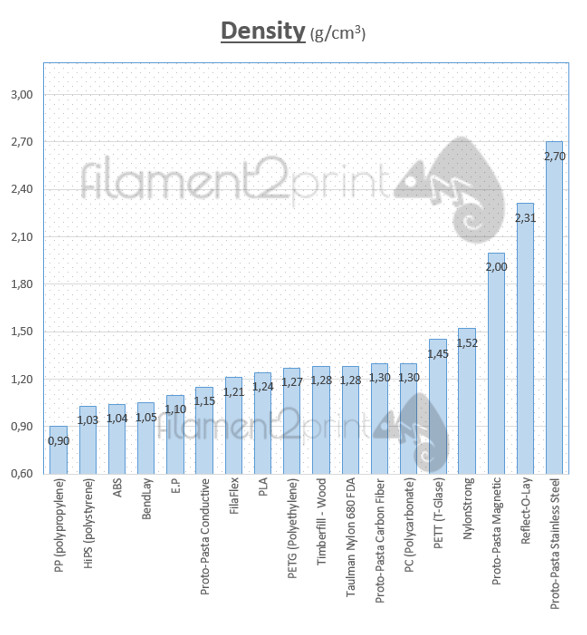 Density (g/cm³)
3,00
2,70
2,40
2,10
1,80
1,50
1,20
0,90
0,60
filament2print
filament2print
0,90
1,03
1,04
1,05
1,10
1,15
1,21
1,24
1,27
1,28
1,28
1,30
1,30
1,45
1,52
2,00
2,31
2,70
PP (polypropylene)
HiPS (polystyrene)
ABS
BendLay
E.P
Proto-Pasta Conductive
FilaFlex
PLA
PETG (Polyethylene)
Timberfill - Wood
Taulman Nylon 680 FDA
Proto-Pasta Carbon Fiber
PC (Polycarbonate)
PETT (T-Glase)
NylonStrong
Proto-Pasta Magnetic
Reflect-O-Lay
Proto-Pasta Stainless Steel